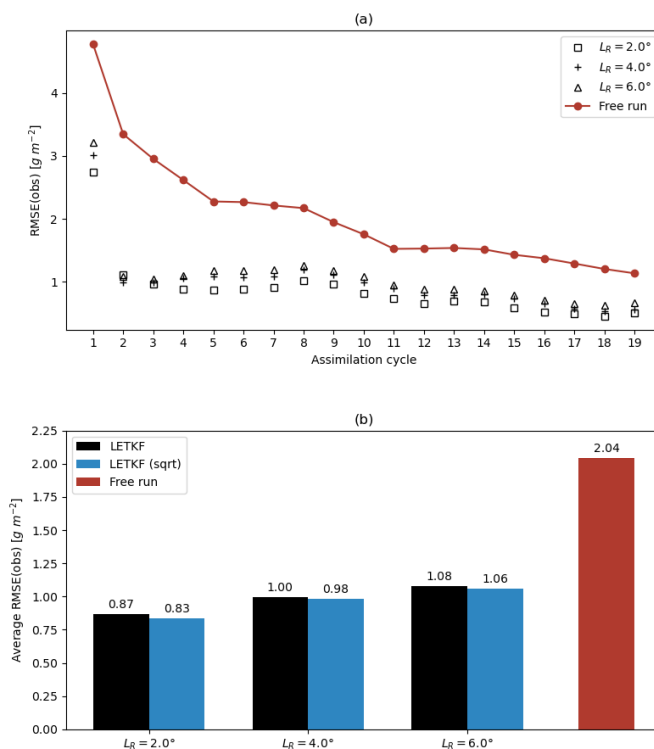 (a)
RMSE(obs) [g m⁻²]
4
3
2
1
L_R = 2.0°
L_R = 4.0°
L_R = 6.0°
Free run
1 2 3 4 5 6 7 8 9 10 11 12 13 14 15 16 17 18 19
Assimilation cycle
(b)
Average RMSE(obs) [g m⁻²]
2.25
2.00
1.75
1.50
1.25
1.00
0.75
0.50
0.25
0.00
LETKF
LETKF (sqrt)
Free run
0.87 0.83 1.00 0.98 1.08 1.06 2.04
L_R = 2.0° L_R = 4.0° L_R = 6.0°